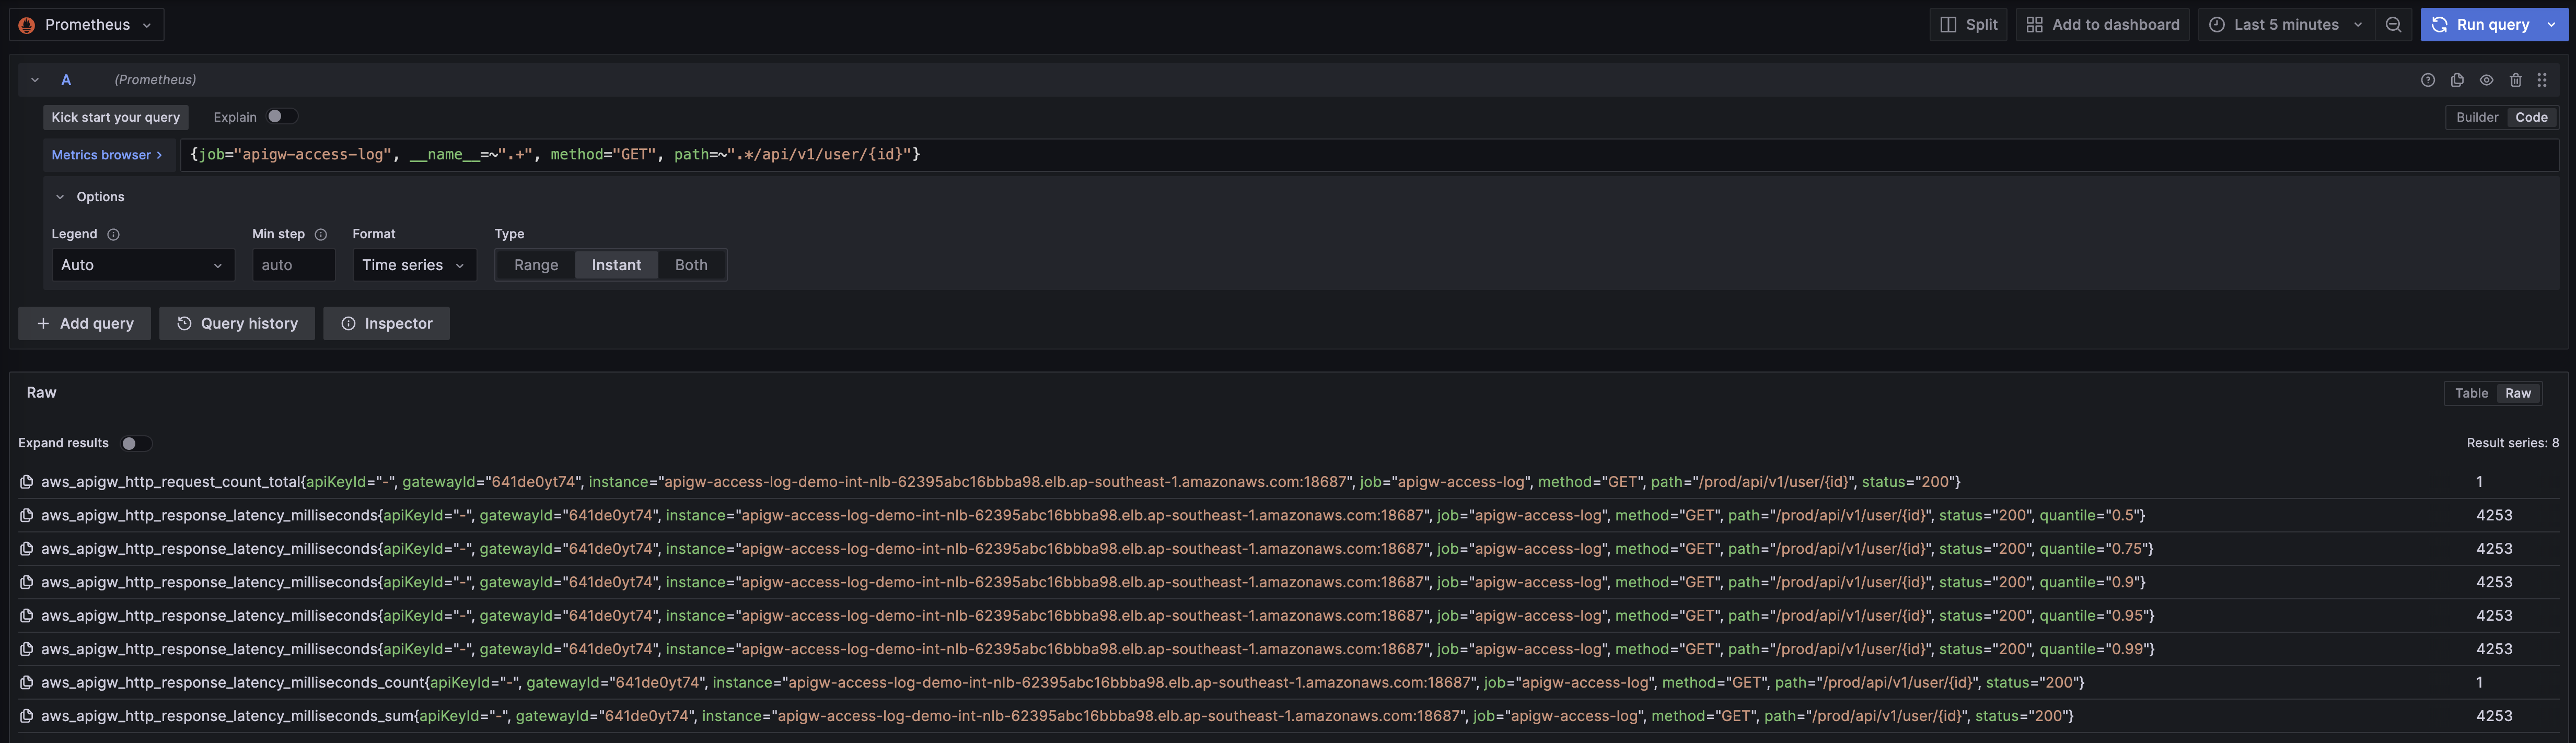 Prometheus Split Add to dashboard Last 5 minutes Run query
A (Prometheus)
Kick start your query Explain Builder Code
Metrics browser > {job="apigw-access-log", __name__=~".+", method="GET", path=~".*/api/v1/user/{id}"}
Options
Legend Min step Format Type
Auto auto Time series Range Instant Both
+ Add query Query history Inspector
Raw Table Raw
Expand results Result series: 8
aws_apigw_http_request_count_total{apiKeyId="-", gatewayId="641de0yt74", instance="apigw-access-log-demo-int-nlb-62395abc16bbba98.elb.ap-southeast-1.amazonaws.com:18687", job="apigw-access-log", method="GET", path="/prod/api/v1/user/{id}", status="200"} 1
aws_apigw_http_response_latency_milliseconds{apiKeyId="-", gatewayId="641de0yt74", instance="apigw-access-log-demo-int-nlb-62395abc16bbba98.elb.ap-southeast-1.amazonaws.com:18687", job="apigw-access-log", method="GET", path="/prod/api/v1/user/{id}", status="200", quantile="0.5"} 4253
aws_apigw_http_response_latency_milliseconds{apiKeyId="-", gatewayId="641de0yt74", instance="apigw-access-log-demo-int-nlb-62395abc16bbba98.elb.ap-southeast-1.amazonaws.com:18687", job="apigw-access-log", method="GET", path="/prod/api/v1/user/{id}", status="200", quantile="0.75"} 4253
aws_apigw_http_response_latency_milliseconds{apiKeyId="-", gatewayId="641de0yt74", instance="apigw-access-log-demo-int-nlb-62395abc16bbba98.elb.ap-southeast-1.amazonaws.com:18687", job="apigw-access-log", method="GET", path="/prod/api/v1/user/{id}", status="200", quantile="0.9"} 4253
aws_apigw_http_response_latency_milliseconds{apiKeyId="-", gatewayId="641de0yt74", instance="apigw-access-log-demo-int-nlb-62395abc16bbba98.elb.ap-southeast-1.amazonaws.com:18687", job="apigw-access-log", method="GET", path="/prod/api/v1/user/{id}", status="200", quantile="0.95"} 4253
aws_apigw_http_response_latency_milliseconds{apiKeyId="-", gatewayId="641de0yt74", instance="apigw-access-log-demo-int-nlb-62395abc16bbba98.elb.ap-southeast-1.amazonaws.com:18687", job="apigw-access-log", method="GET", path="/prod/api/v1/user/{id}", status="200", quantile="0.99"} 4253
aws_apigw_http_response_latency_milliseconds_count{apiKeyId="-", gatewayId="641de0yt74", instance="apigw-access-log-demo-int-nlb-62395abc16bbba98.elb.ap-southeast-1.amazonaws.com:18687", job="apigw-access-log", method="GET", path="/prod/api/v1/user/{id}", status="200"} 1
aws_apigw_http_response_latency_milliseconds_sum{apiKeyId="-", gatewayId="641de0yt74", instance="apigw-access-log-demo-int-nlb-62395abc16bbba98.elb.ap-southeast-1.amazonaws.com:18687", job="apigw-access-log", method="GET", path="/prod/api/v1/user/{id}", status="200"} 4253